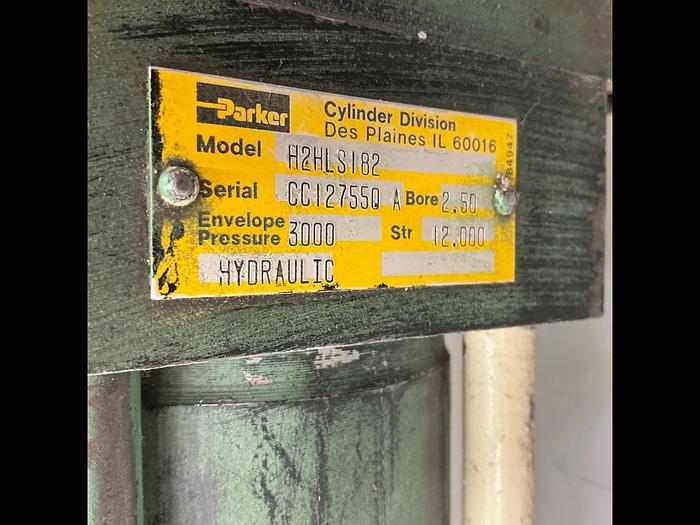 Parker
Cylinder Division
Des Plaines IL 60016
Model H2HLS182
Serial CC127550 A Bore 2.50
Envelope Pressure 3000 Str 12.000
HYDRAULIC
84947